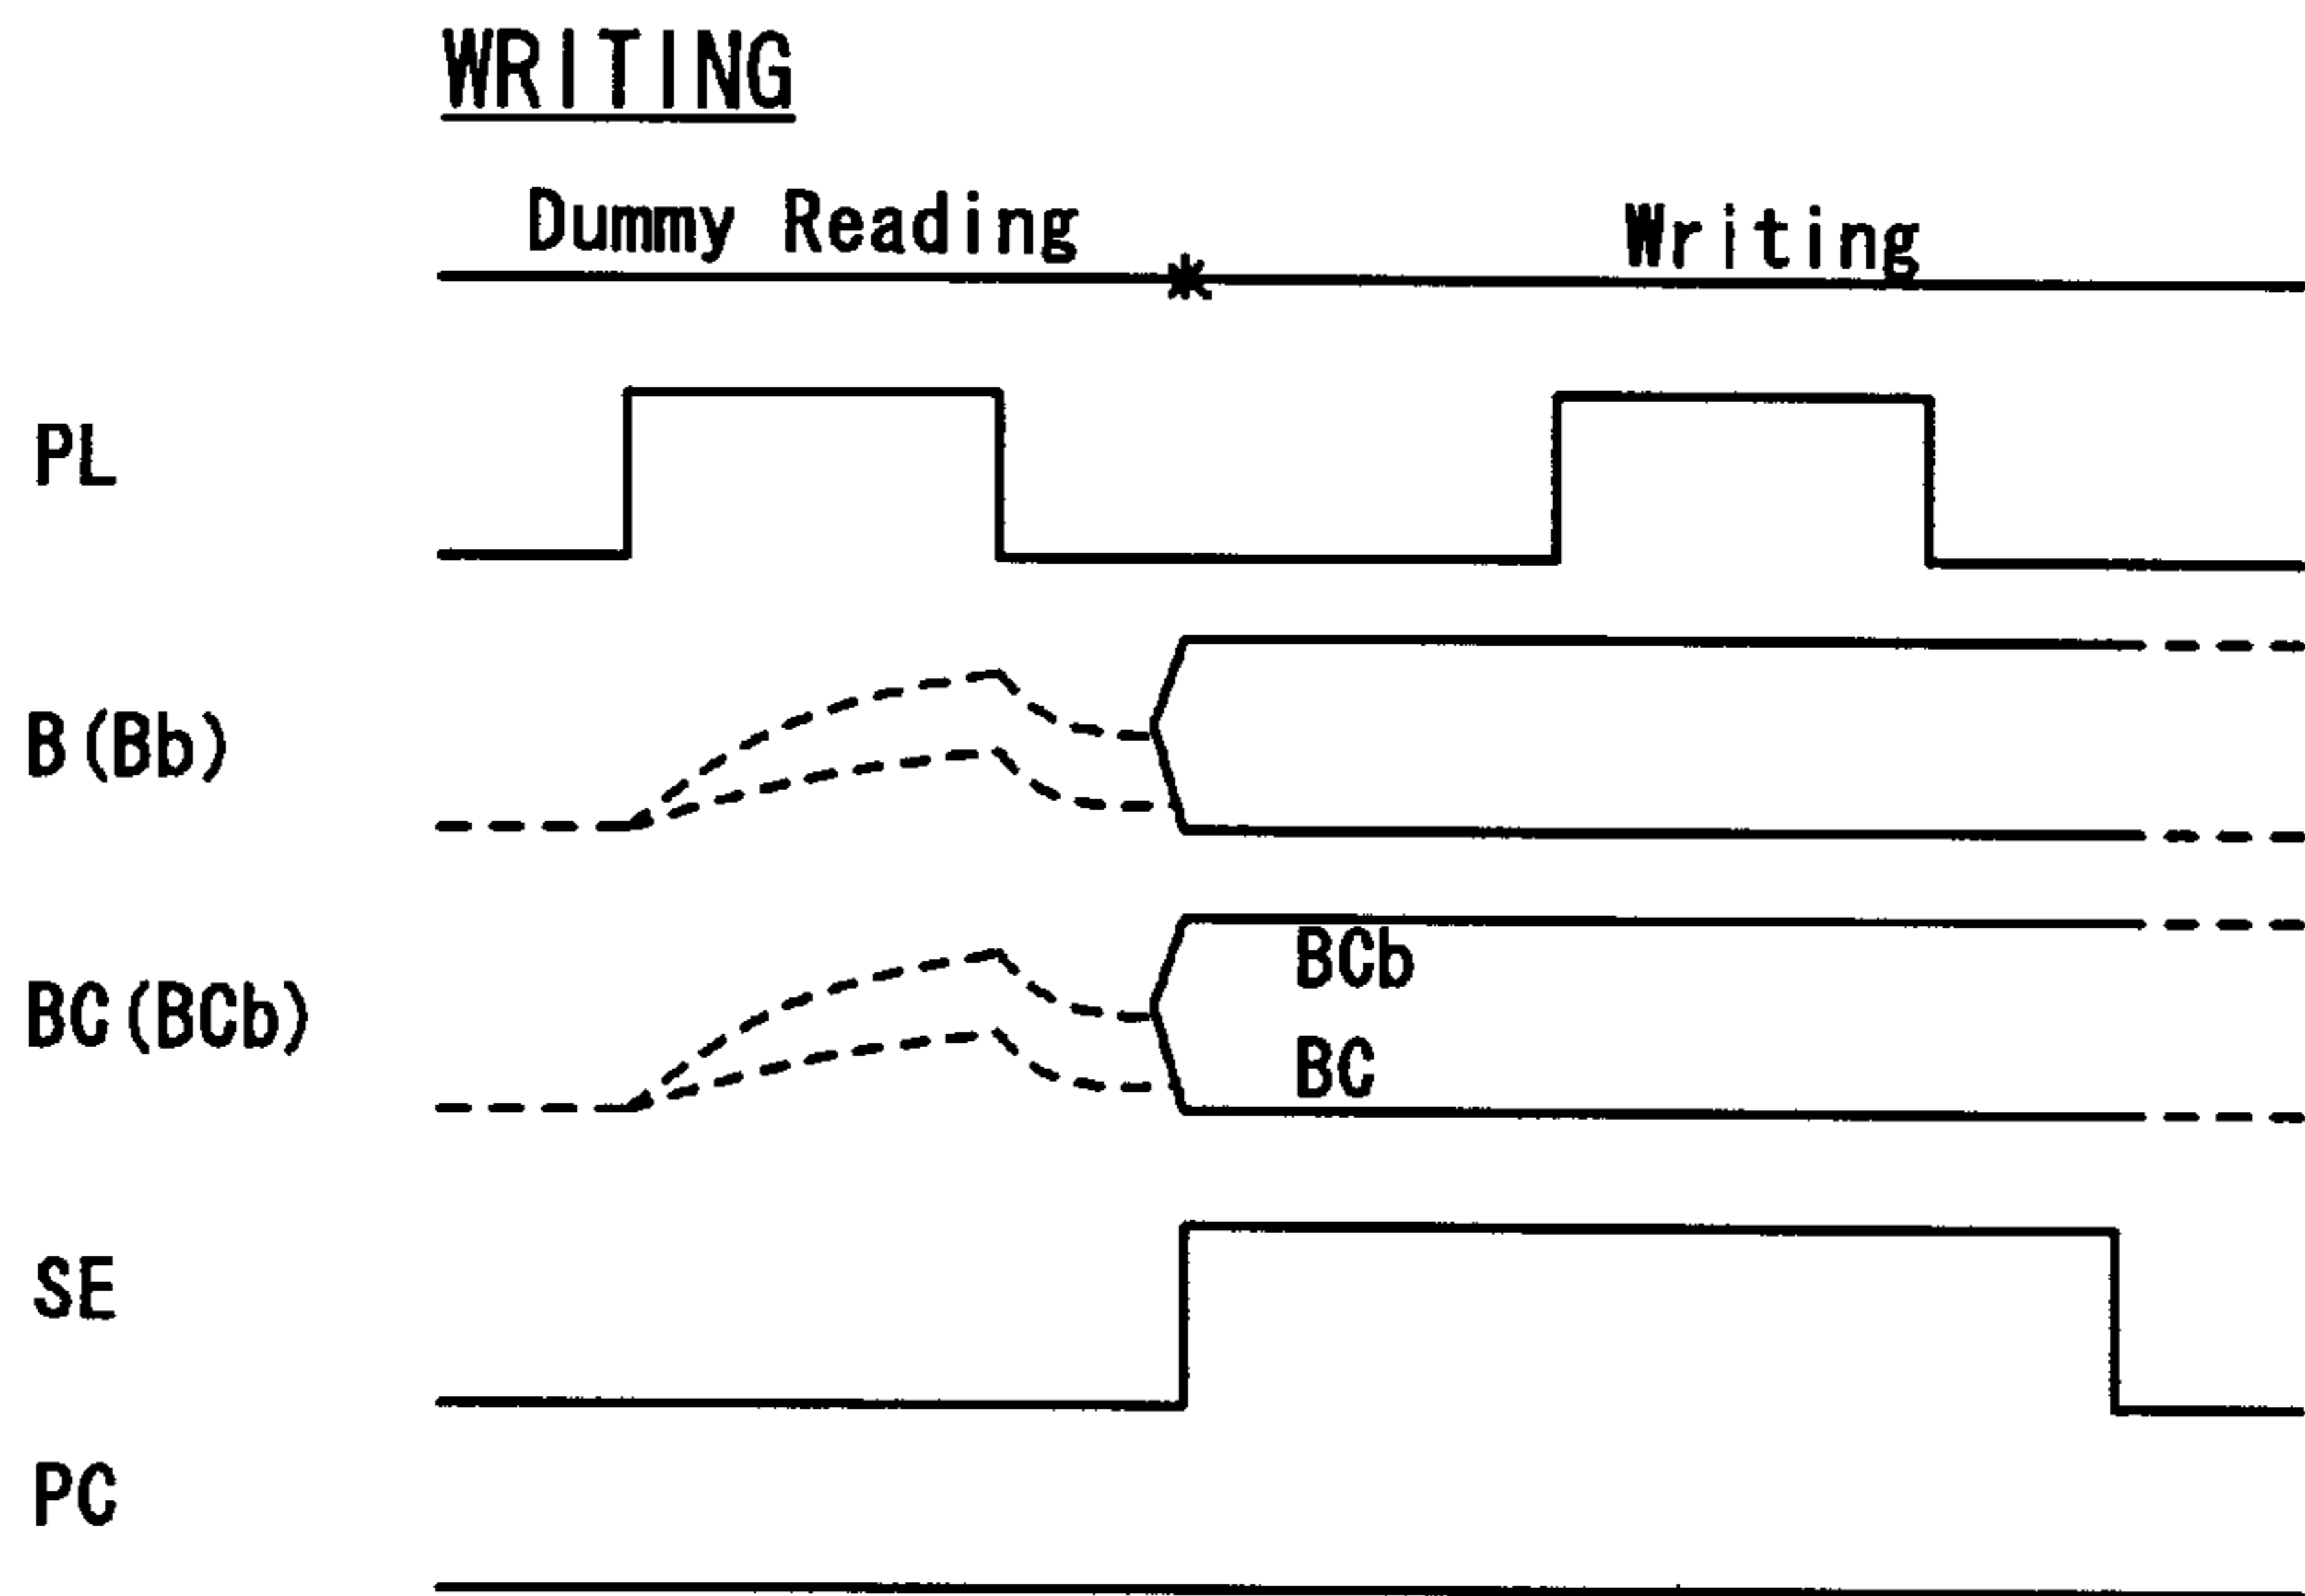 WRITING
Dummy Reading Writing
PL
B(Bb)
BCb
BC(BCb)
BC
SE
PC